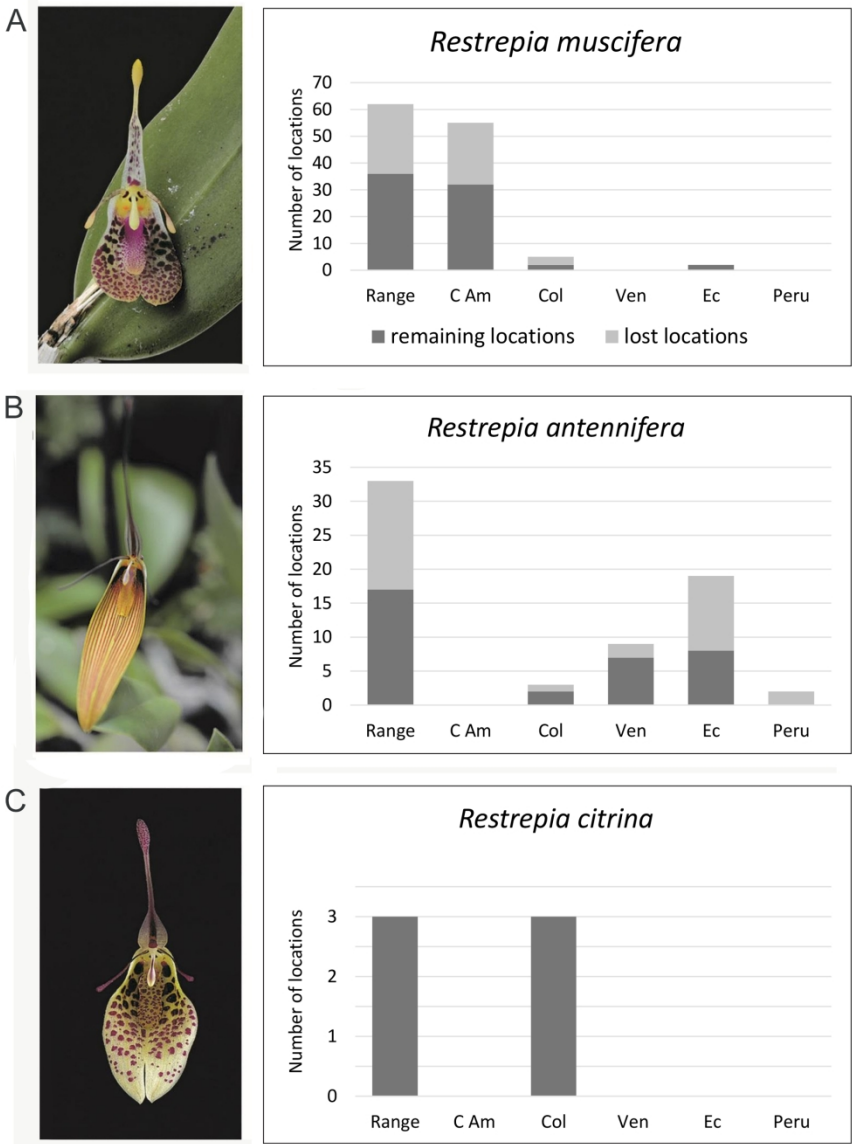 A
Restrepia muscifera
Number of locations
70
60
50
40
30
20
10
0
Range C Am Col Ven Ec Peru
remaining locations lost locations
B
Restrepia antennifera
Number of locations
35
30
25
20
15
10
5
0
Range C Am Col Ven Ec Peru
C
Restrepia citrina
Number of locations
3
2
1
0
Range C Am Col Ven Ec Peru